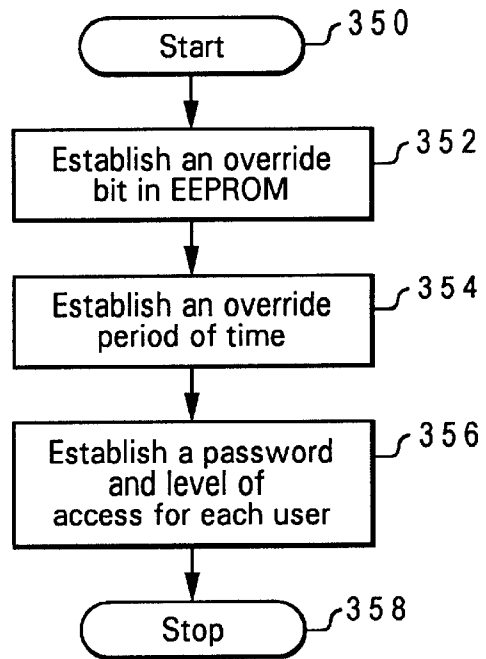 Start
350
Establish an override
bit in EEPROM
352
Establish an override
period of time
354
Establish a password
and level of
access for each user
356
Stop
358